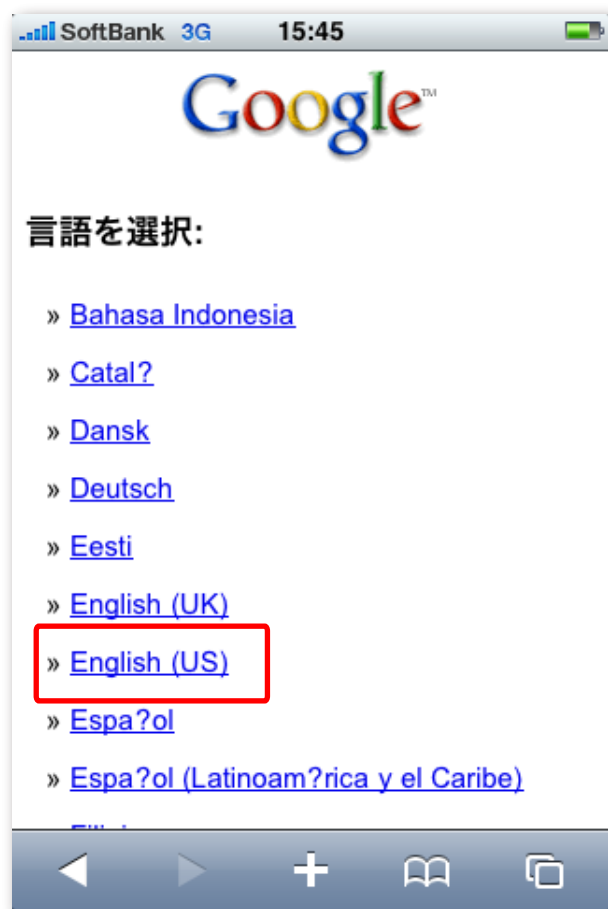 SoftBank 3G 15:45
Google™
言語を選択:
» Bahasa Indonesia
» Catal?
» Dansk
» Deutsch
» Eesti
» English (UK)
» English (US)
» Espa?ol
» Espa?ol (Latinoam?rica y el Caribe)